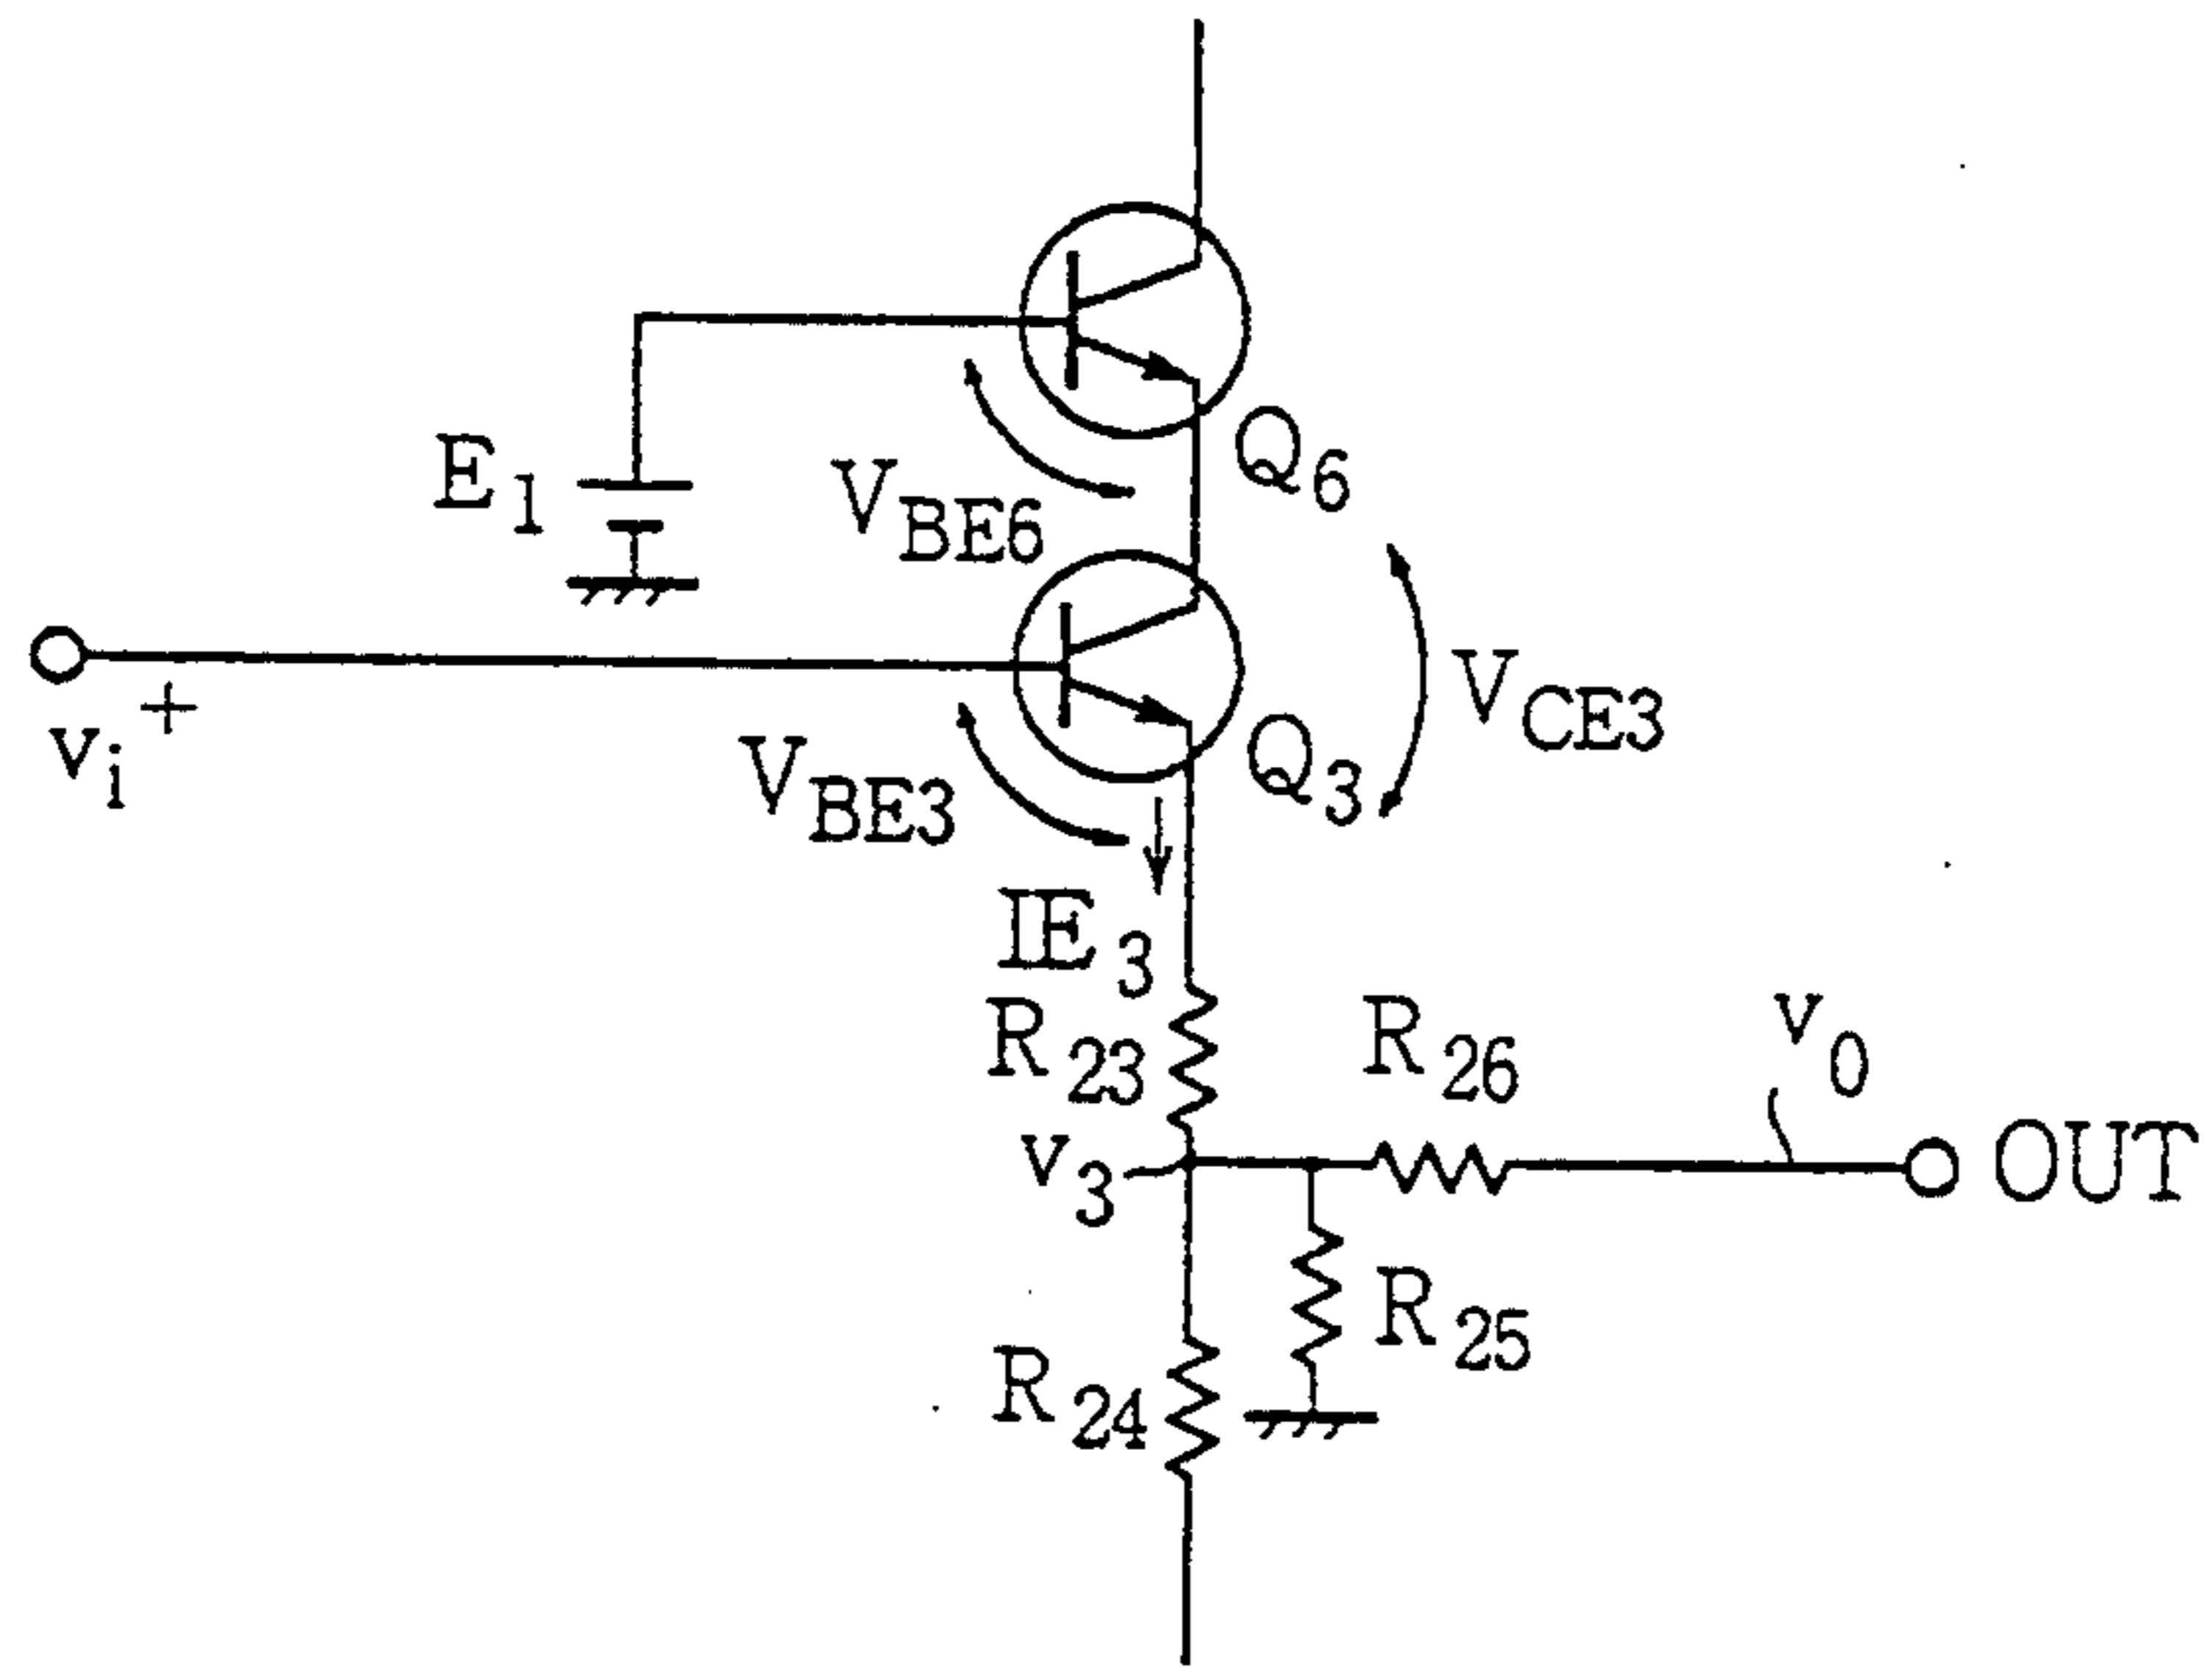 Q6
E1
VBE6
VCE3
vi
+
VBE3
Q3
IE3
R23
R26
v0
v3
OUT
R25
R24